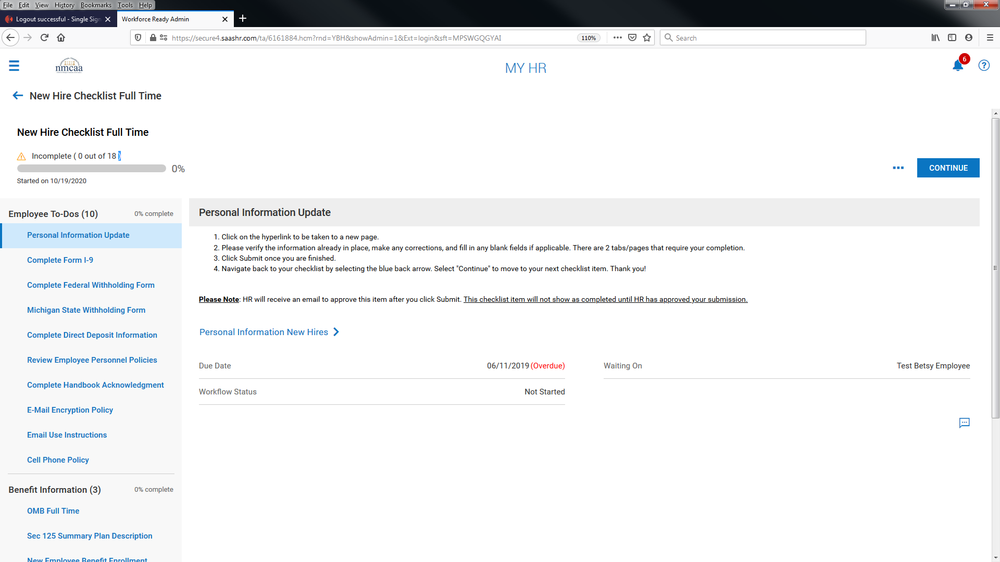 File Edit View History Bookmarks Tools Help
Logout successful - Single Sign
Workforce Ready Admin
https://secure4.saashr.com/ta/6161884.hcm?rnd=YBH&showAdmin=1&Ext=login&sft=MPSWGQGYAI
110%
Search
nmcaa
MY HR
6
?
New Hire Checklist Full Time
New Hire Checklist Full Time
Incomplete ( 0 out of 18 )
0%
Started on 10/19/2020
CONTINUE
Employee To-Dos (10)
0% complete
Personal Information Update
Complete Form I-9
Complete Federal Withholding Form
Michigan State Withholding Form
Complete Direct Deposit Information
Review Employee Personnel Policies
Complete Handbook Acknowledgment
E-Mail Encryption Policy
Email Use Instructions
Cell Phone Policy
Benefit Information (3)
0% complete
OMB Full Time
Sec 125 Summary Plan Description
New Employee Benefit Enrollment
Personal Information Update
1. Click on the hyperlink to be taken to a new page.
2. Please verify the information already in place, make any corrections, and fill in any blank fields if applicable. There are 2 tabs/pages that require your completion.
3. Click Submit once you are finished.
4. Navigate back to your checklist by selecting the blue back arrow. Select "Continue" to move to your next checklist item. Thank you!
Please Note: HR will receive an email to approve this item after you click Submit. This checklist item will not show as completed until HR has approved your submission.
Personal Information New Hires
Due Date
06/11/2019 (Overdue)
Waiting On
Test Betsy Employee
Workflow Status
Not Started